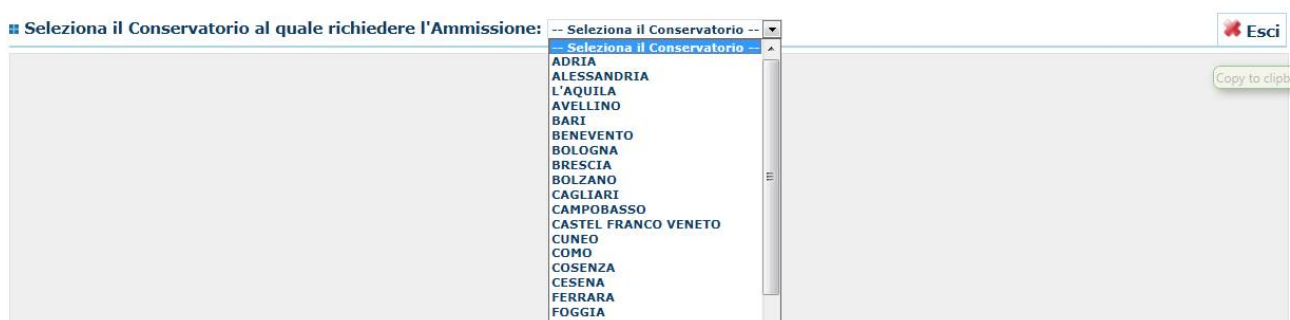 Seleziona il Conservatorio al quale richiedere l'Ammissione: -- Seleziona il Conservatorio -- Esci
-- Seleziona il Conservatorio --
ADRIA
ALESSANDRIA
Copy to clipb
L'AQUILA
AVELLINO
BARI
BENEVENTO
BOLOGNA
BRESCIA
BOLZANO
CAGLIARI
CAMPOBASSO
CASTEL FRANCO VENETO
CUNEO
COMO
COSENZA
CESENA
FERRARA
FOGGIA